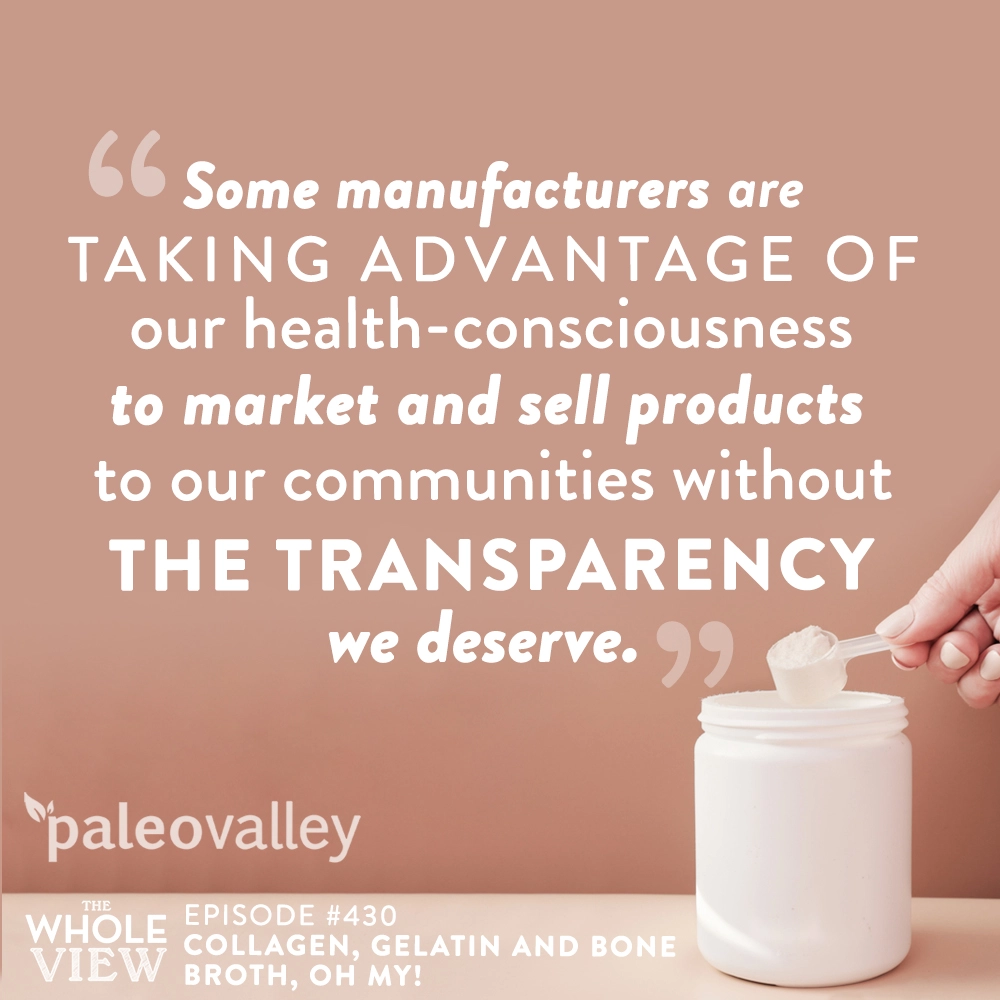 “Some manufacturers are
TAKING ADVANTAGE OF
our health-consciousness
to market and sell products
to our communities without
THE TRANSPARENCY
we deserve.”
paleovalley
THE
WHOLE
VIEW
EPISODE #430
COLLAGEN, GELATIN AND BONE
BROTH, OH MY!